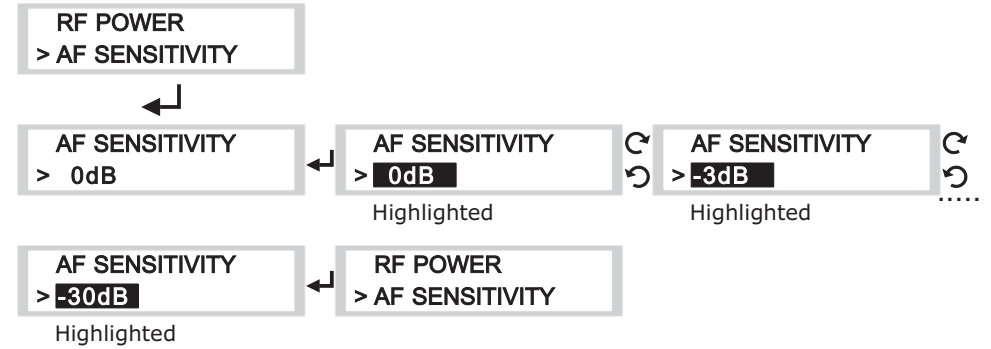 RF POWER
> AF SENSITIVITY
AF SENSITIVITY
> 0dB
AF SENSITIVITY
> 0dB
Highlighted
AF SENSITIVITY
> -3dB
Highlighted
.....
AF SENSITIVITY
> -30dB
Highlighted
RF POWER
> AF SENSITIVITY